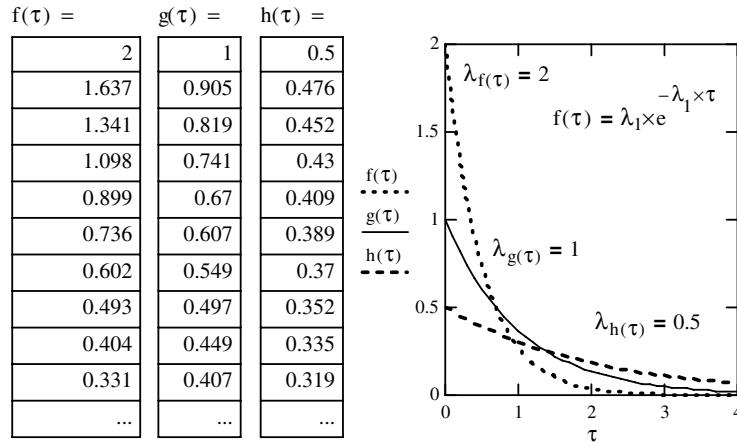 f(τ) = g(τ) = h(τ) =
2 1 0.5
1.637 0.905 0.476
1.341 0.819 0.452
1.098 0.741 0.43
0.899 0.67 0.409
0.736 0.607 0.389
0.602 0.549 0.37
0.493 0.497 0.352
0.404 0.449 0.335
0.331 0.407 0.319
... ... ...
f(τ)
g(τ)
h(τ)
2
1.5
1
0.5
0
λf(τ) = 2
f(τ) = λ1×e^−λ1×τ
λg(τ) = 1
λh(τ) = 0.5
0 1 2 3 4
τ